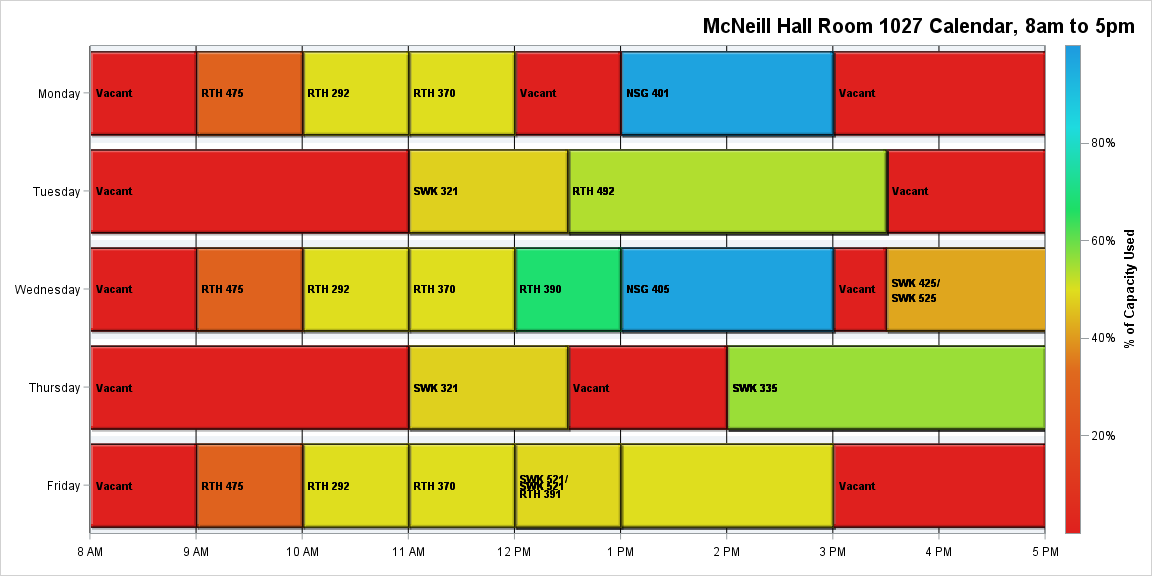 McNeill Hall Room 1027 Calendar, 8am to 5pm
Monday
Vacant
RTH 475
RTH 292
RTH 370
Vacant
NSG 401
Vacant
Tuesday
Vacant
SWK 321
RTH 492
Vacant
Wednesday
Vacant
RTH 475
RTH 292
RTH 370
RTH 390
NSG 405
Vacant
SWK 425/
SWK 525
Thursday
Vacant
SWK 321
Vacant
SWK 335
Friday
Vacant
RTH 475
RTH 292
RTH 370
SWK 521/
SWK 521
RTH 391
Vacant
8 AM
9 AM
10 AM
11 AM
12 PM
1 PM
2 PM
3 PM
4 PM
5 PM
80%
60%
40%
20%
% of Capacity Used